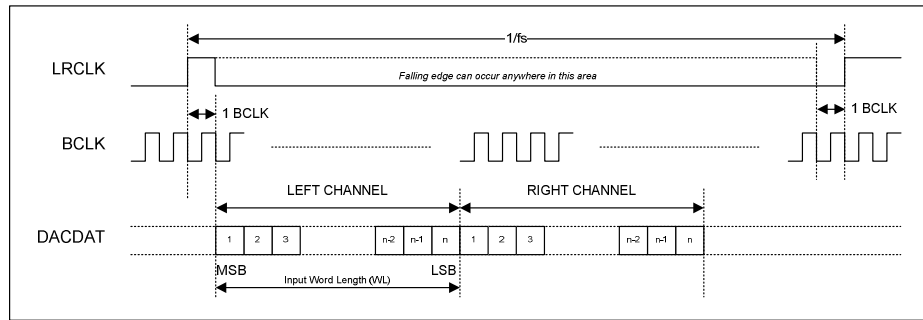 1/fs
LRCLK
Falling edge can occur anywhere in this area
1 BCLK
1 BCLK
BCLK
LEFT CHANNEL
RIGHT CHANNEL
DACDAT
1 2 3 n-2 n-1 n 1 2 3 n-2 n-1 n
MSB
LSB
Input Word Length (WL)